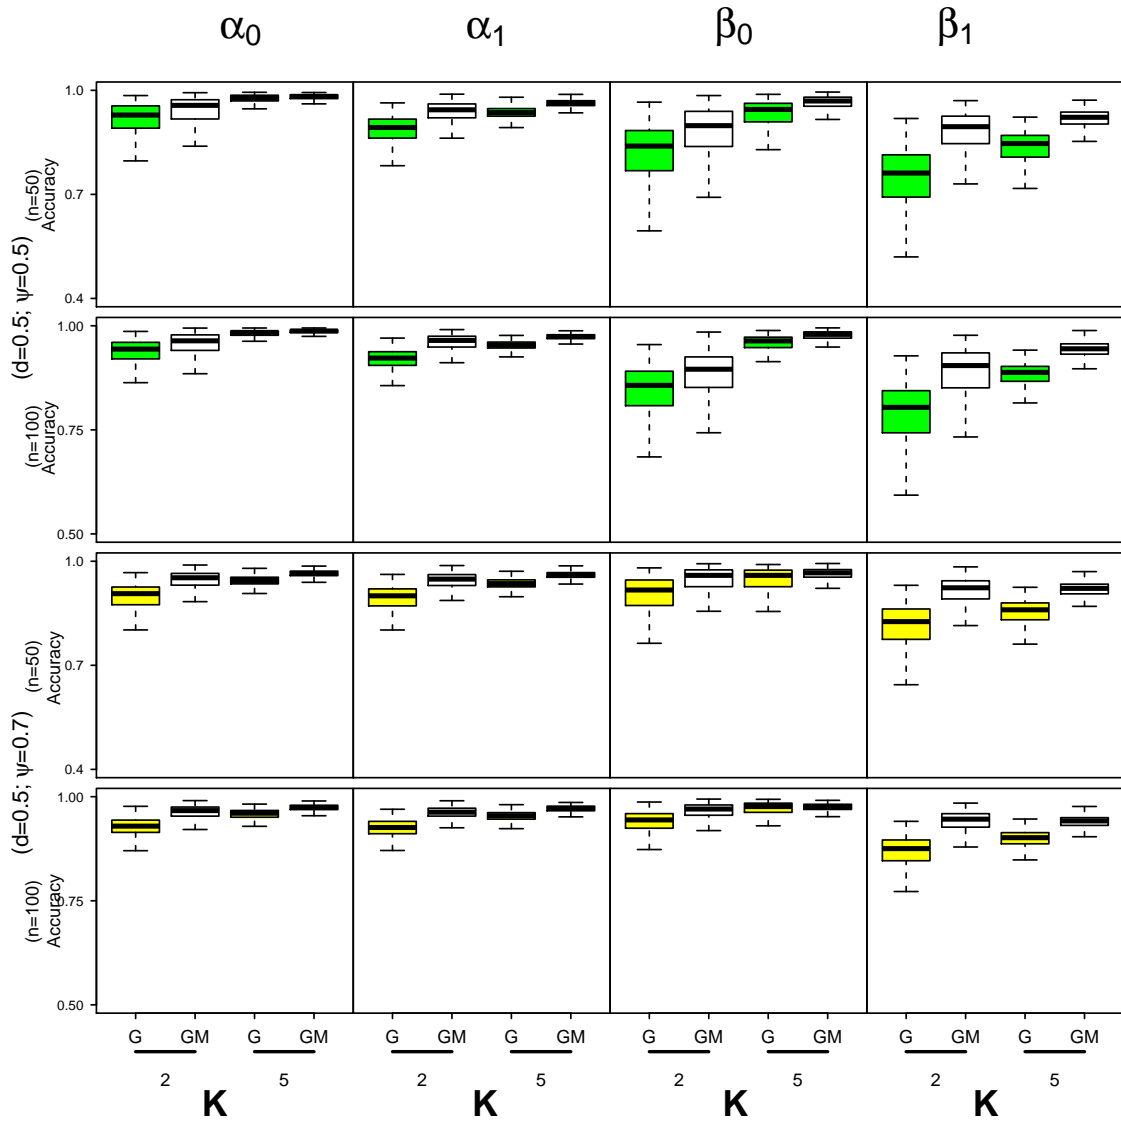 α0 α1 β0 β1
(d=0.5; ψ=0.5)
(n=50)
Accuracy
1.0
0.7
0.4
(n=100)
Accuracy
1.00
0.75
0.50
(d=0.5; ψ=0.7)
(n=50)
Accuracy
1.0
0.7
0.4
(n=100)
Accuracy
1.00
0.75
0.50
G GM G GM G GM G GM G GM G GM G GM G GM
2 5 2 5 2 5 2 5
K K K K